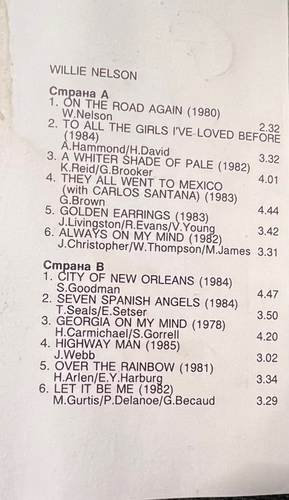 WILLIE NELSON
Страна А
1. ON THE ROAD AGAIN (1980)
W.Nelson 2.32
2. TO ALL THE GIRLS I'VE LOVED BEFORE
(1984)
A.Hammond/H.David 3.32
3. A WHITER SHADE OF PALE (1982)
K.Reid/G.Brooker 4.01
4. THEY ALL WENT TO MEXICO
(with CARLOS SANTANA) (1983)
G.Brown 4.44
5. GOLDEN EARRINGS (1983)
J.Livingston/R.Evans/V.Young 3.42
6. ALWAYS ON MY MIND (1982)
J.Christopher/W.Thompson/M.James 3.31
Страна В
1. CITY OF NEW ORLEANS (1984)
S.Goodman 4.47
2. SEVEN SPANISH ANGELS (1984)
T.Seals/E.Setser 3.50
3. GEORGIA ON MY MIND (1978)
H.Carmichael/S.Gorrell 4.20
4. HIGHWAY MAN (1985)
J.Webb 3.02
5. OVER THE RAINBOW (1981)
H.Arlen/E.Y.Harburg 3.34
6. LET IT BE ME (1982)
M.Gurtis/P.Delanoe/G.Becaud 3.29